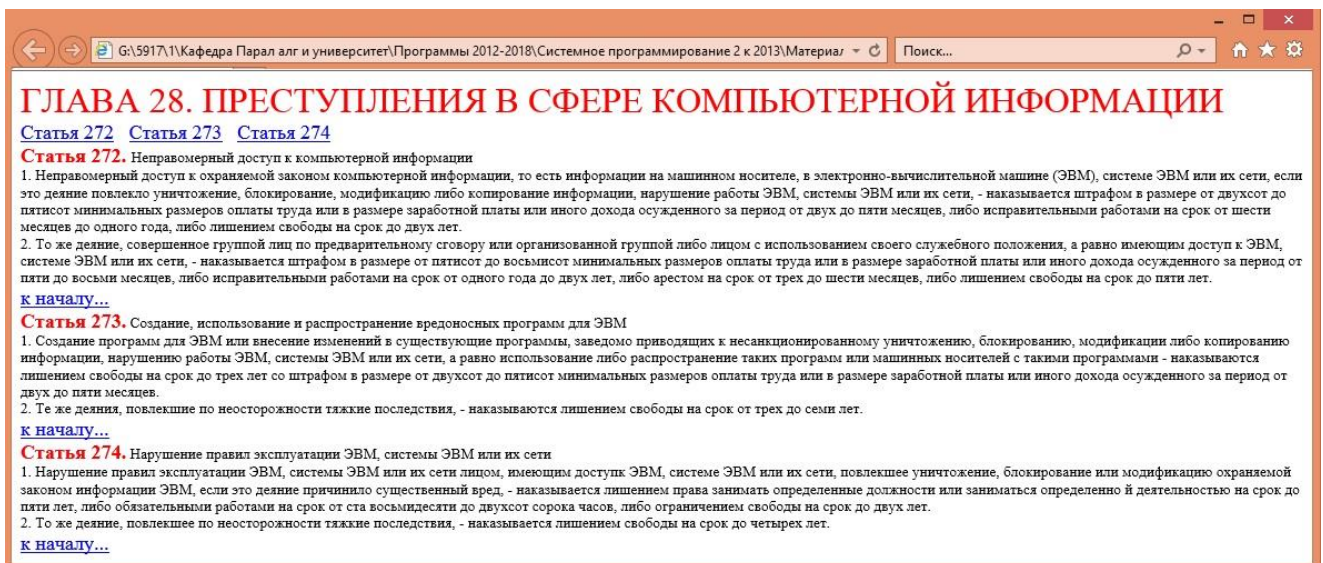 G:\5917\1\Кафедра Парал алг и университет\Программы 2012-2018\Системное программирование 2 к 2013\Материал
Поиск...
ГЛАВА 28. ПРЕСТУПЛЕНИЯ В СФЕРЕ КОМПЬЮТЕРНОЙ ИНФОРМАЦИИ
Статья 272 Статья 273 Статья 274
Статья 272. Неправомерный доступ к компьютерной информации
1. Неправомерный доступ к охраняемой законом компьютерной информации, то есть информации на машинном носителе, в электронно-вычислительной машине (ЭВМ), системе ЭВМ или их сети, если
это деяние повлекло уничтожение, блокирование, модификацию либо копирование информации, нарушение работы ЭВМ, системы ЭВМ или их сети, - наказывается штрафом в размере от двухсот до
пятисот минимальных размеров оплаты труда или в размере заработной платы или иного дохода осужденного за период от двух до пяти месяцев, либо исправительными работами на срок от шести
месяцев до одного года, либо лишением свободы на срок до двух лет.
2. То же деяние, совершенное группой лиц по предварительному сговору или организованной группой либо лицом с использованием своего служебного положения, а равно имеющим доступ к ЭВМ,
системе ЭВМ или их сети, - наказывается штрафом в размере от пятисот до восьмисот минимальных размеров оплаты труда или в размере заработной платы или иного дохода осужденного за период от
пяти до восьми месяцев, либо исправительными работами на срок от одного года до двух лет, либо арестом на срок от трех до шести месяцев, либо лишением свободы на срок до пяти лет.
к началу...
Статья 273. Создание, использование и распространение вредоносных программ для ЭВМ
1. Создание программ для ЭВМ или внесение изменений в существующие программы, заведомо приводящих к несанкционированному уничтожению, блокированию, модификации либо копированию
информации, нарушению работы ЭВМ, системы ЭВМ или их сети, а равно использование либо распространение таких программ или машинных носителей с такими программами - наказываются
лишением свободы на срок до трех лет со штрафом в размере от двухсот до пятисот минимальных размеров оплаты труда или в размере заработной платы или иного дохода осужденного за период от
двух до пяти месяцев.
2. Те же деяния, повлекшие по неосторожности тяжкие последствия, - наказываются лишением свободы на срок от трех до семи лет.
к началу...
Статья 274. Нарушение правил эксплуатации ЭВМ, системы ЭВМ или их сети
1. Нарушение правил эксплуатации ЭВМ, системы ЭВМ или их сети лицом, имеющим доступк ЭВМ, системе ЭВМ или их сети, повлекшее уничтожение, блокирование или модификацию охраняемой
законом информации ЭВМ, если это деяние причинило существенный вред, - наказывается лишением права занимать определенные должности или заниматься определенно й деятельностью на срок до
пяти лет, либо обязательными работами на срок от ста восьмидесяти до двухсот сорока часов, либо ограничением свободы на срок до двух лет.
2. То же деяние, повлекшее по неосторожности тяжкие последствия, - наказывается лишением свободы на срок до четырех лет.
к началу...